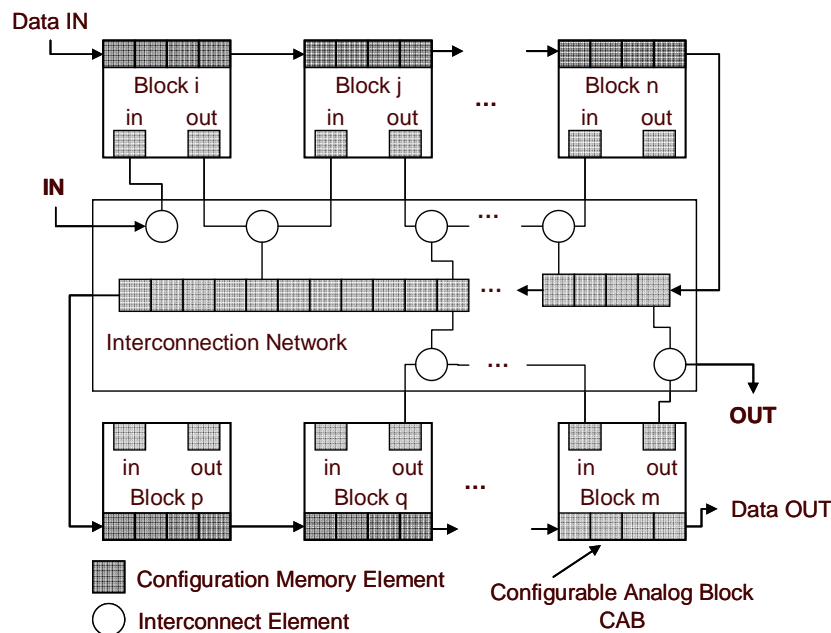 Data IN
Block i
Block j
...
Block n
in out
in out
in out
IN
...
...
Interconnection Network
...
OUT
in out
in out
in out
Block p
Block q
...
Block m
Data OUT
Configuration Memory Element
Configurable Analog Block
CAB
Interconnect Element